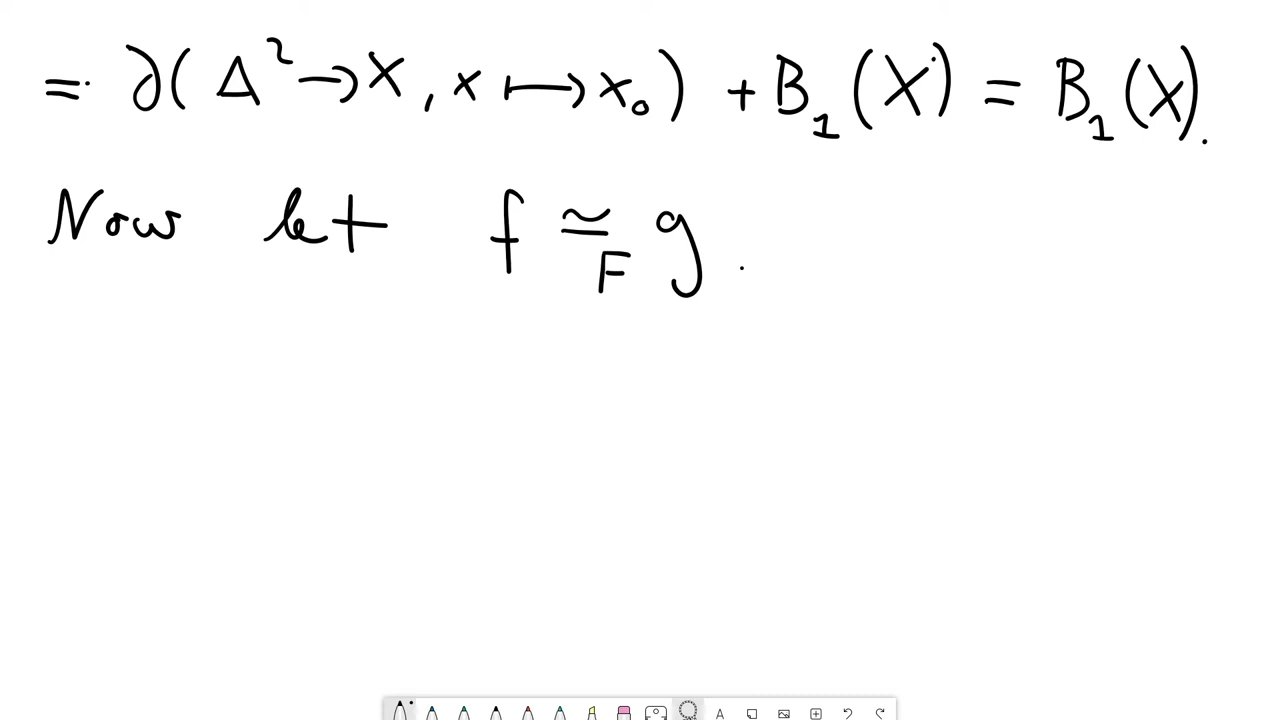 = ∂( Δ² → X , x ↦ x₀ ) + B₁(X) = B₁(X).
Now let f ≃_F g .